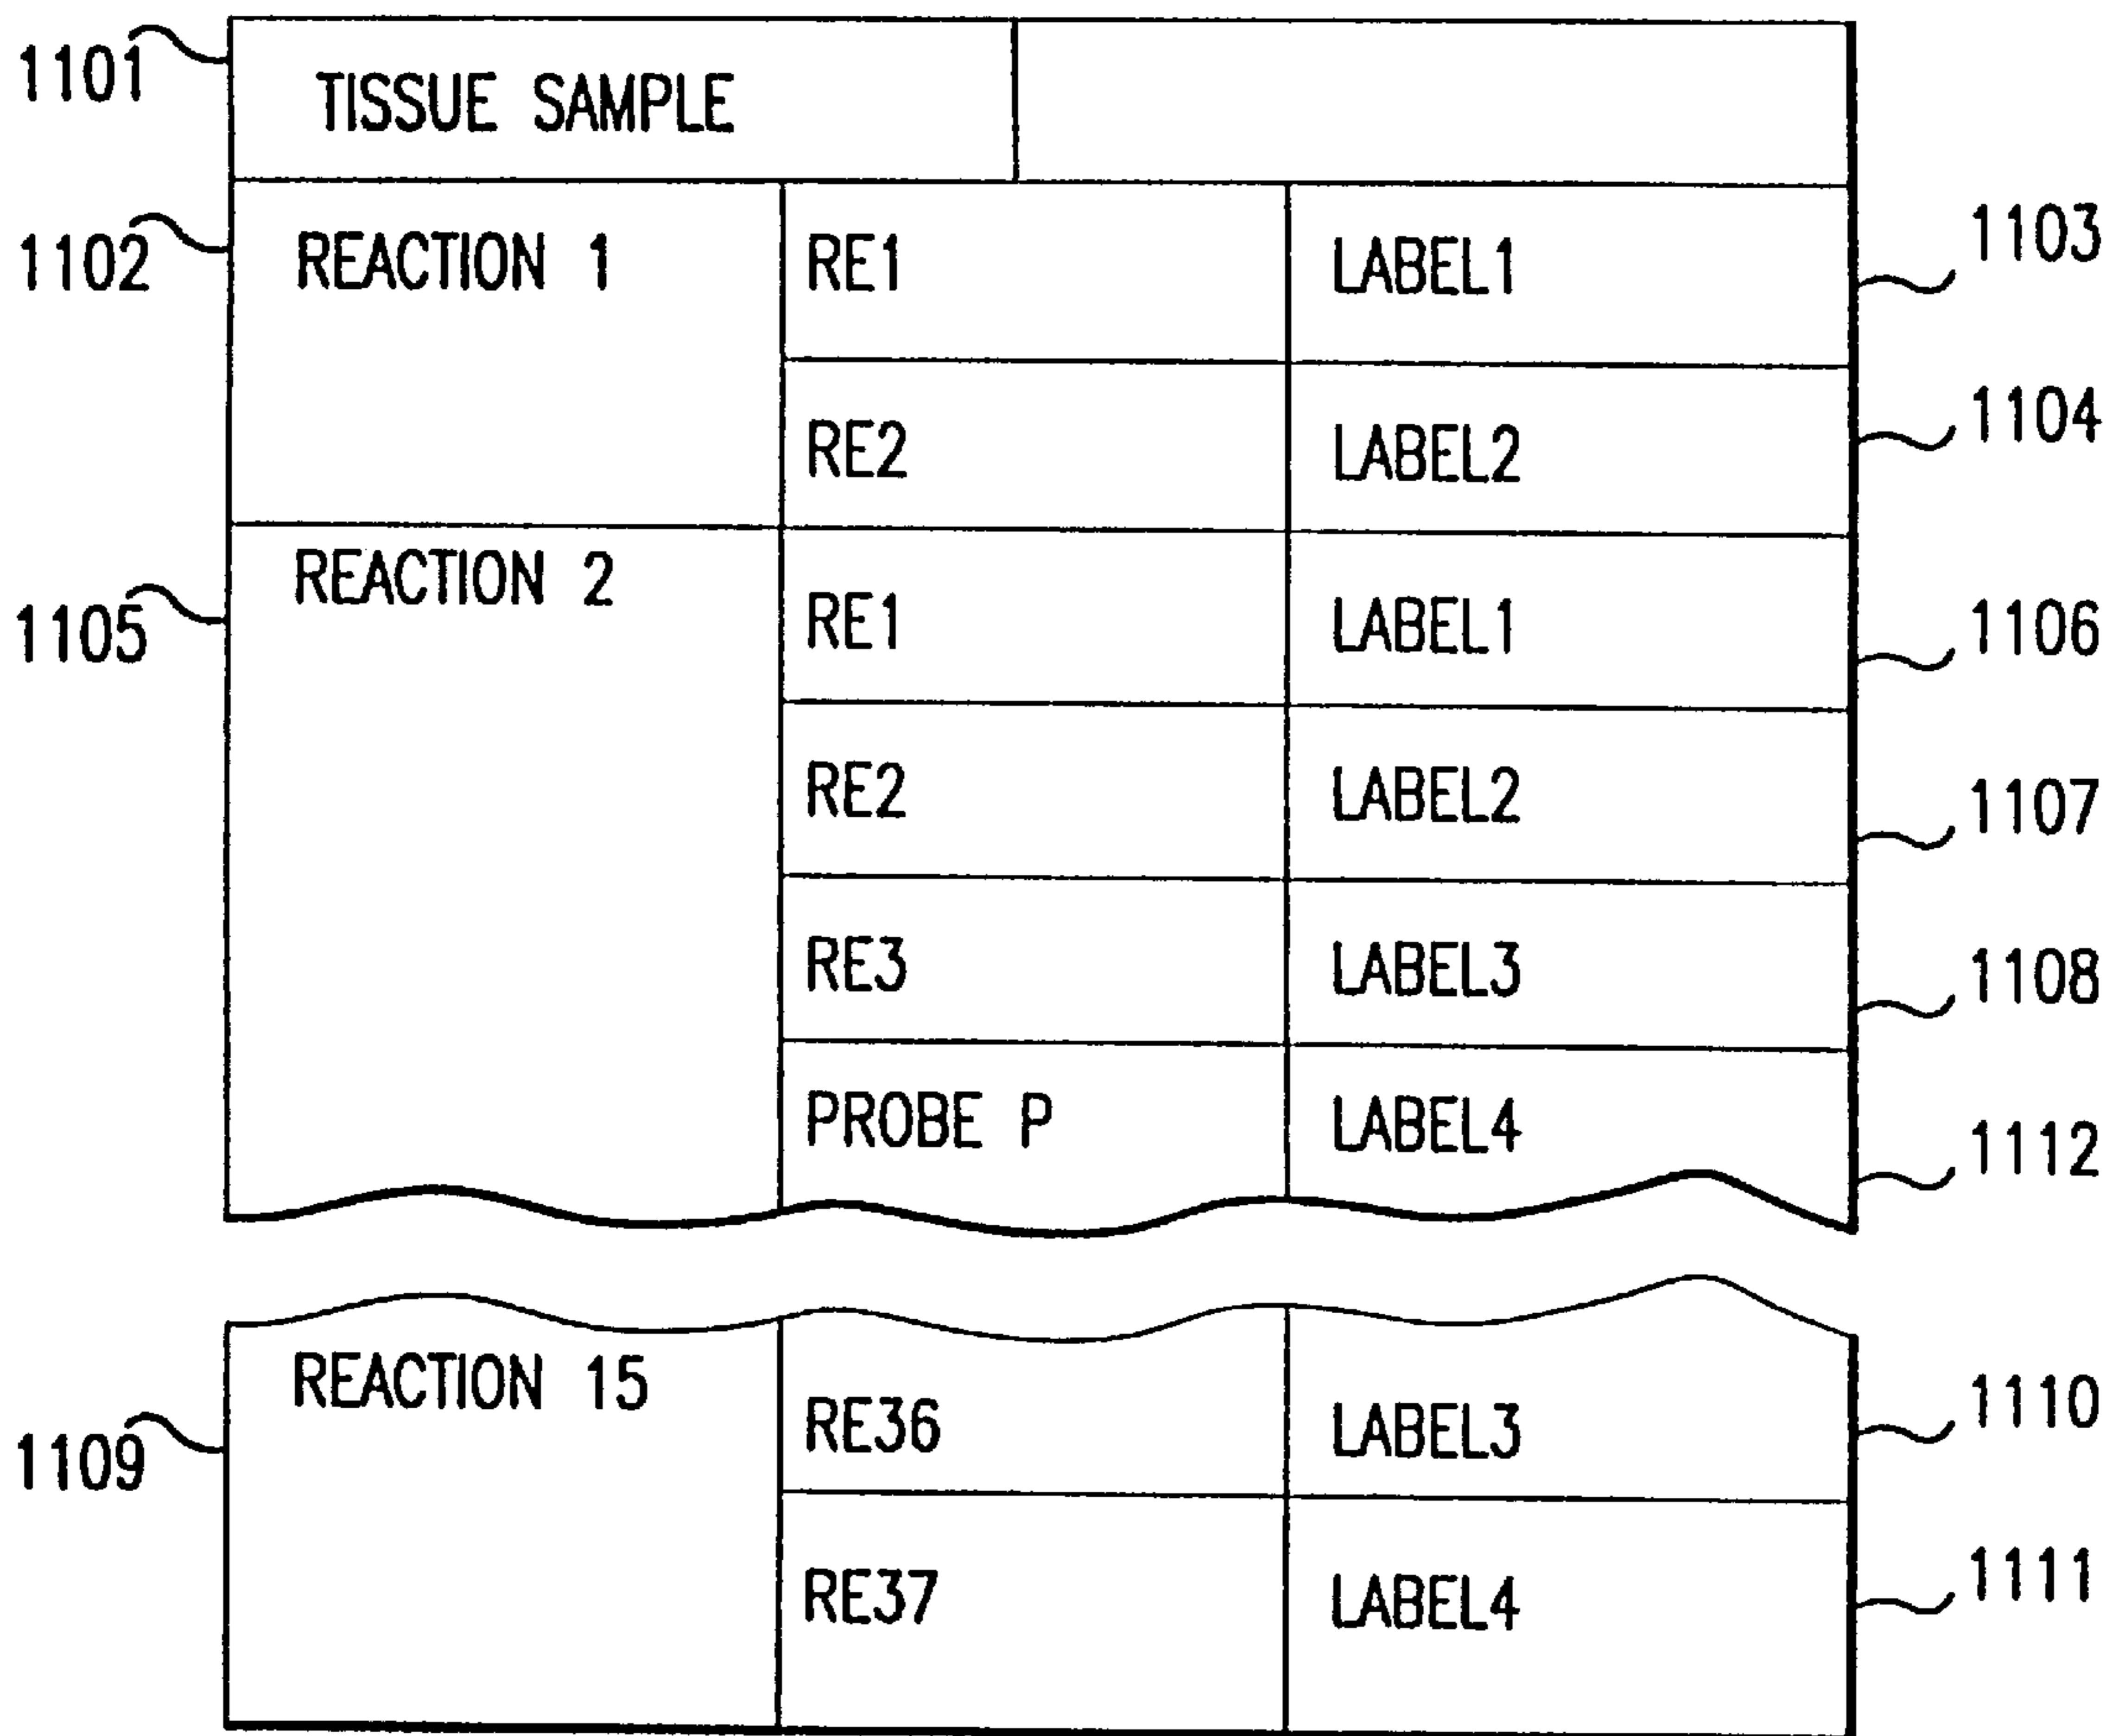 1101 TISSUE SAMPLE
1102 REACTION 1 RE1 LABEL1 1103
RE2 LABEL2 1104
1105 REACTION 2 RE1 LABEL1 1106
RE2 LABEL2 1107
RE3 LABEL3 1108
PROBE P LABEL4 1112
1109 REACTION 15 RE36 LABEL3 1110
RE37 LABEL4 1111